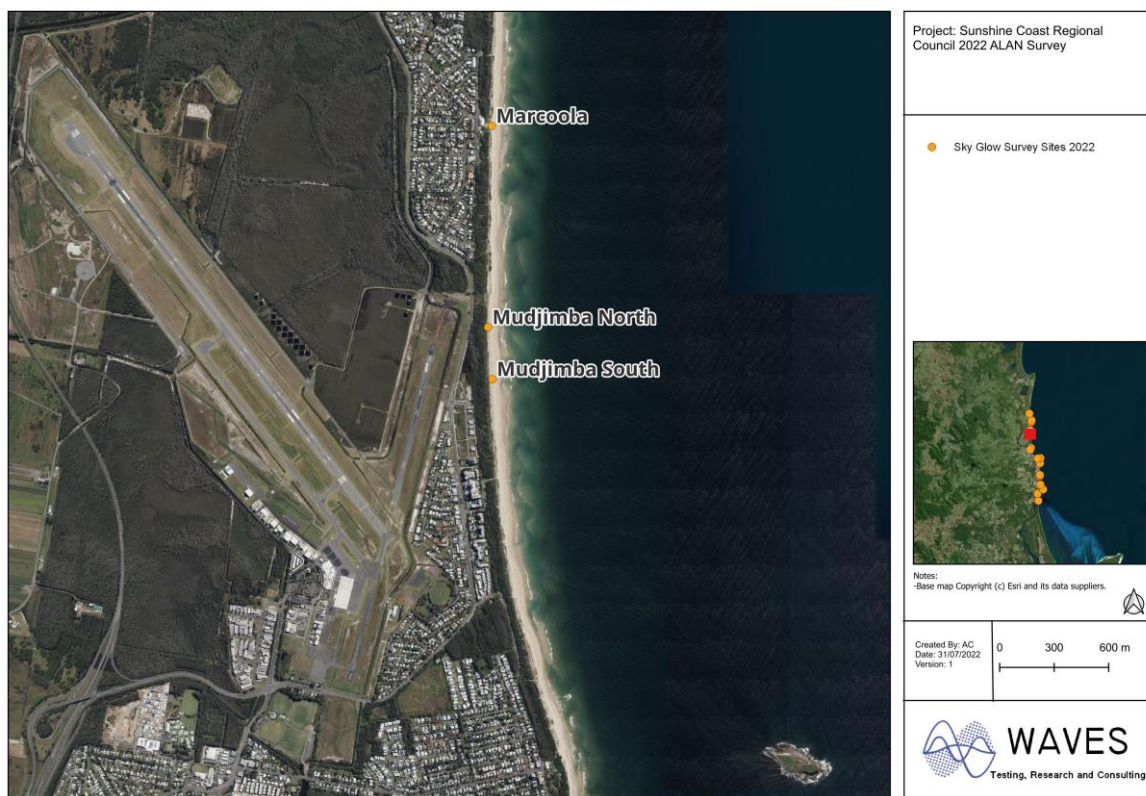 Marcoola
Mudjimba North
Mudjimba South
Project: Sunshine Coast Regional
Council 2022 ALAN Survey
Sky Glow Survey Sites 2022
Notes:
-Base map Copyright (c) Esri and its data suppliers.
Created By: AC
Date: 31/07/2022
Version: 1
0 300 600 m
WAVES
Testing, Research and Consulting